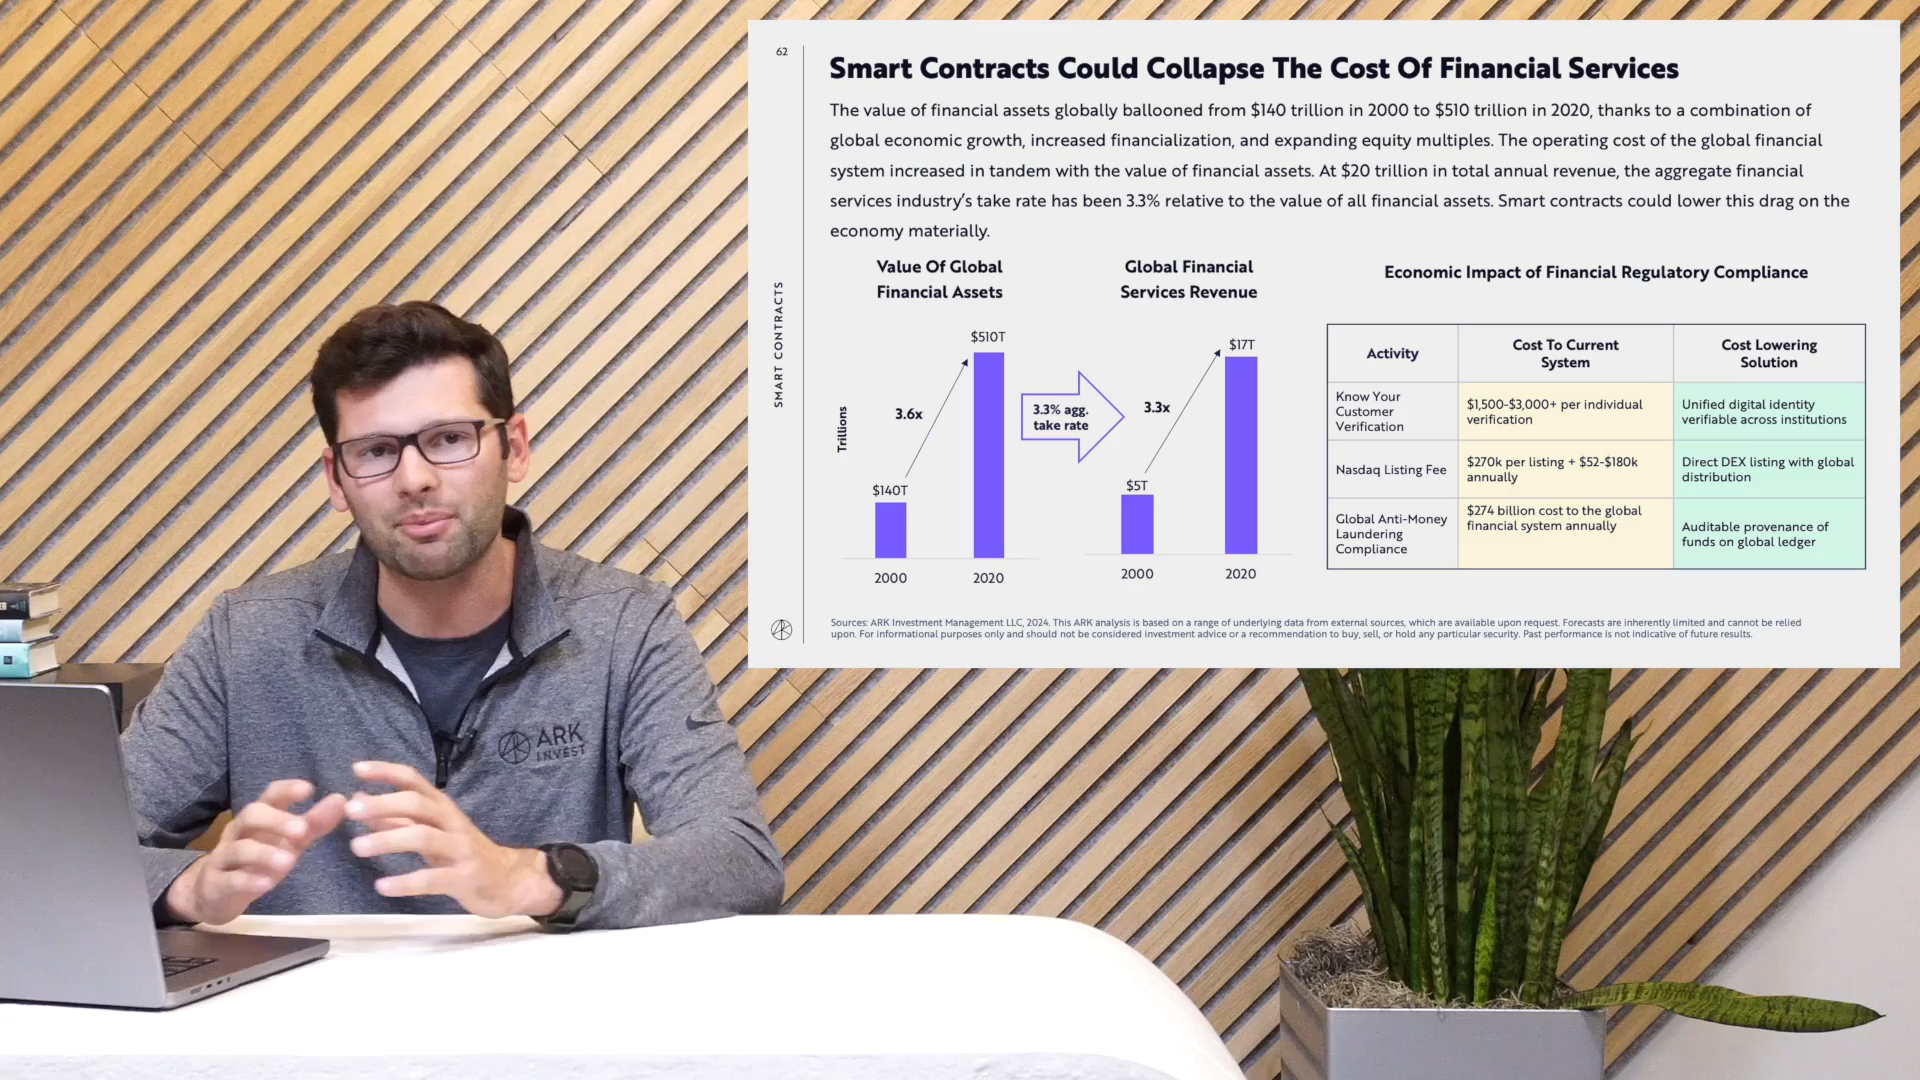 62
Smart Contracts Could Collapse The Cost Of Financial Services
The value of financial assets globally ballooned from $140 trillion in 2000 to $510 trillion in 2020, thanks to a combination of
global economic growth, increased financialization, and expanding equity multiples. The operating cost of the global financial
system increased in tandem with the value of financial assets. At $20 trillion in total annual revenue, the aggregate financial
services industry's take rate has been 3.3% relative to the value of all financial assets. Smart contracts could lower this drag on the
economy materially.
SMART CONTRACTS
Value Of Global
Financial Assets
Trillions
$140T
3.6x
$510T
2000
2020
3.3% agg.
take rate
Global Financial
Services Revenue
$5T
3.3x
$17T
2000
2020
Economic Impact of Financial Regulatory Compliance
Activity
Cost To Current
System
Cost Lowering
Solution
Know Your
Customer
Verification
$1,500-$3,000+ per individual
verification
Unified digital identity
verifiable across institutions
Nasdaq Listing Fee
$270k per listing + $52-$180k
annually
Direct DEX listing with global
distribution
Global Anti-Money
Laundering
Compliance
$274 billion cost to the global
financial system annually
Auditable provenance of
funds on global ledger
Sources: ARK Investment Management LLC, 2024. This ARK analysis is based on a range of underlying data from external sources, which are available upon request. Forecasts are inherently limited and cannot be relied
upon. For informational purposes only and should not be considered investment advice or a recommendation to buy, sell, or hold any particular security. Past performance is not indicative of future results.
ARK
INVEST